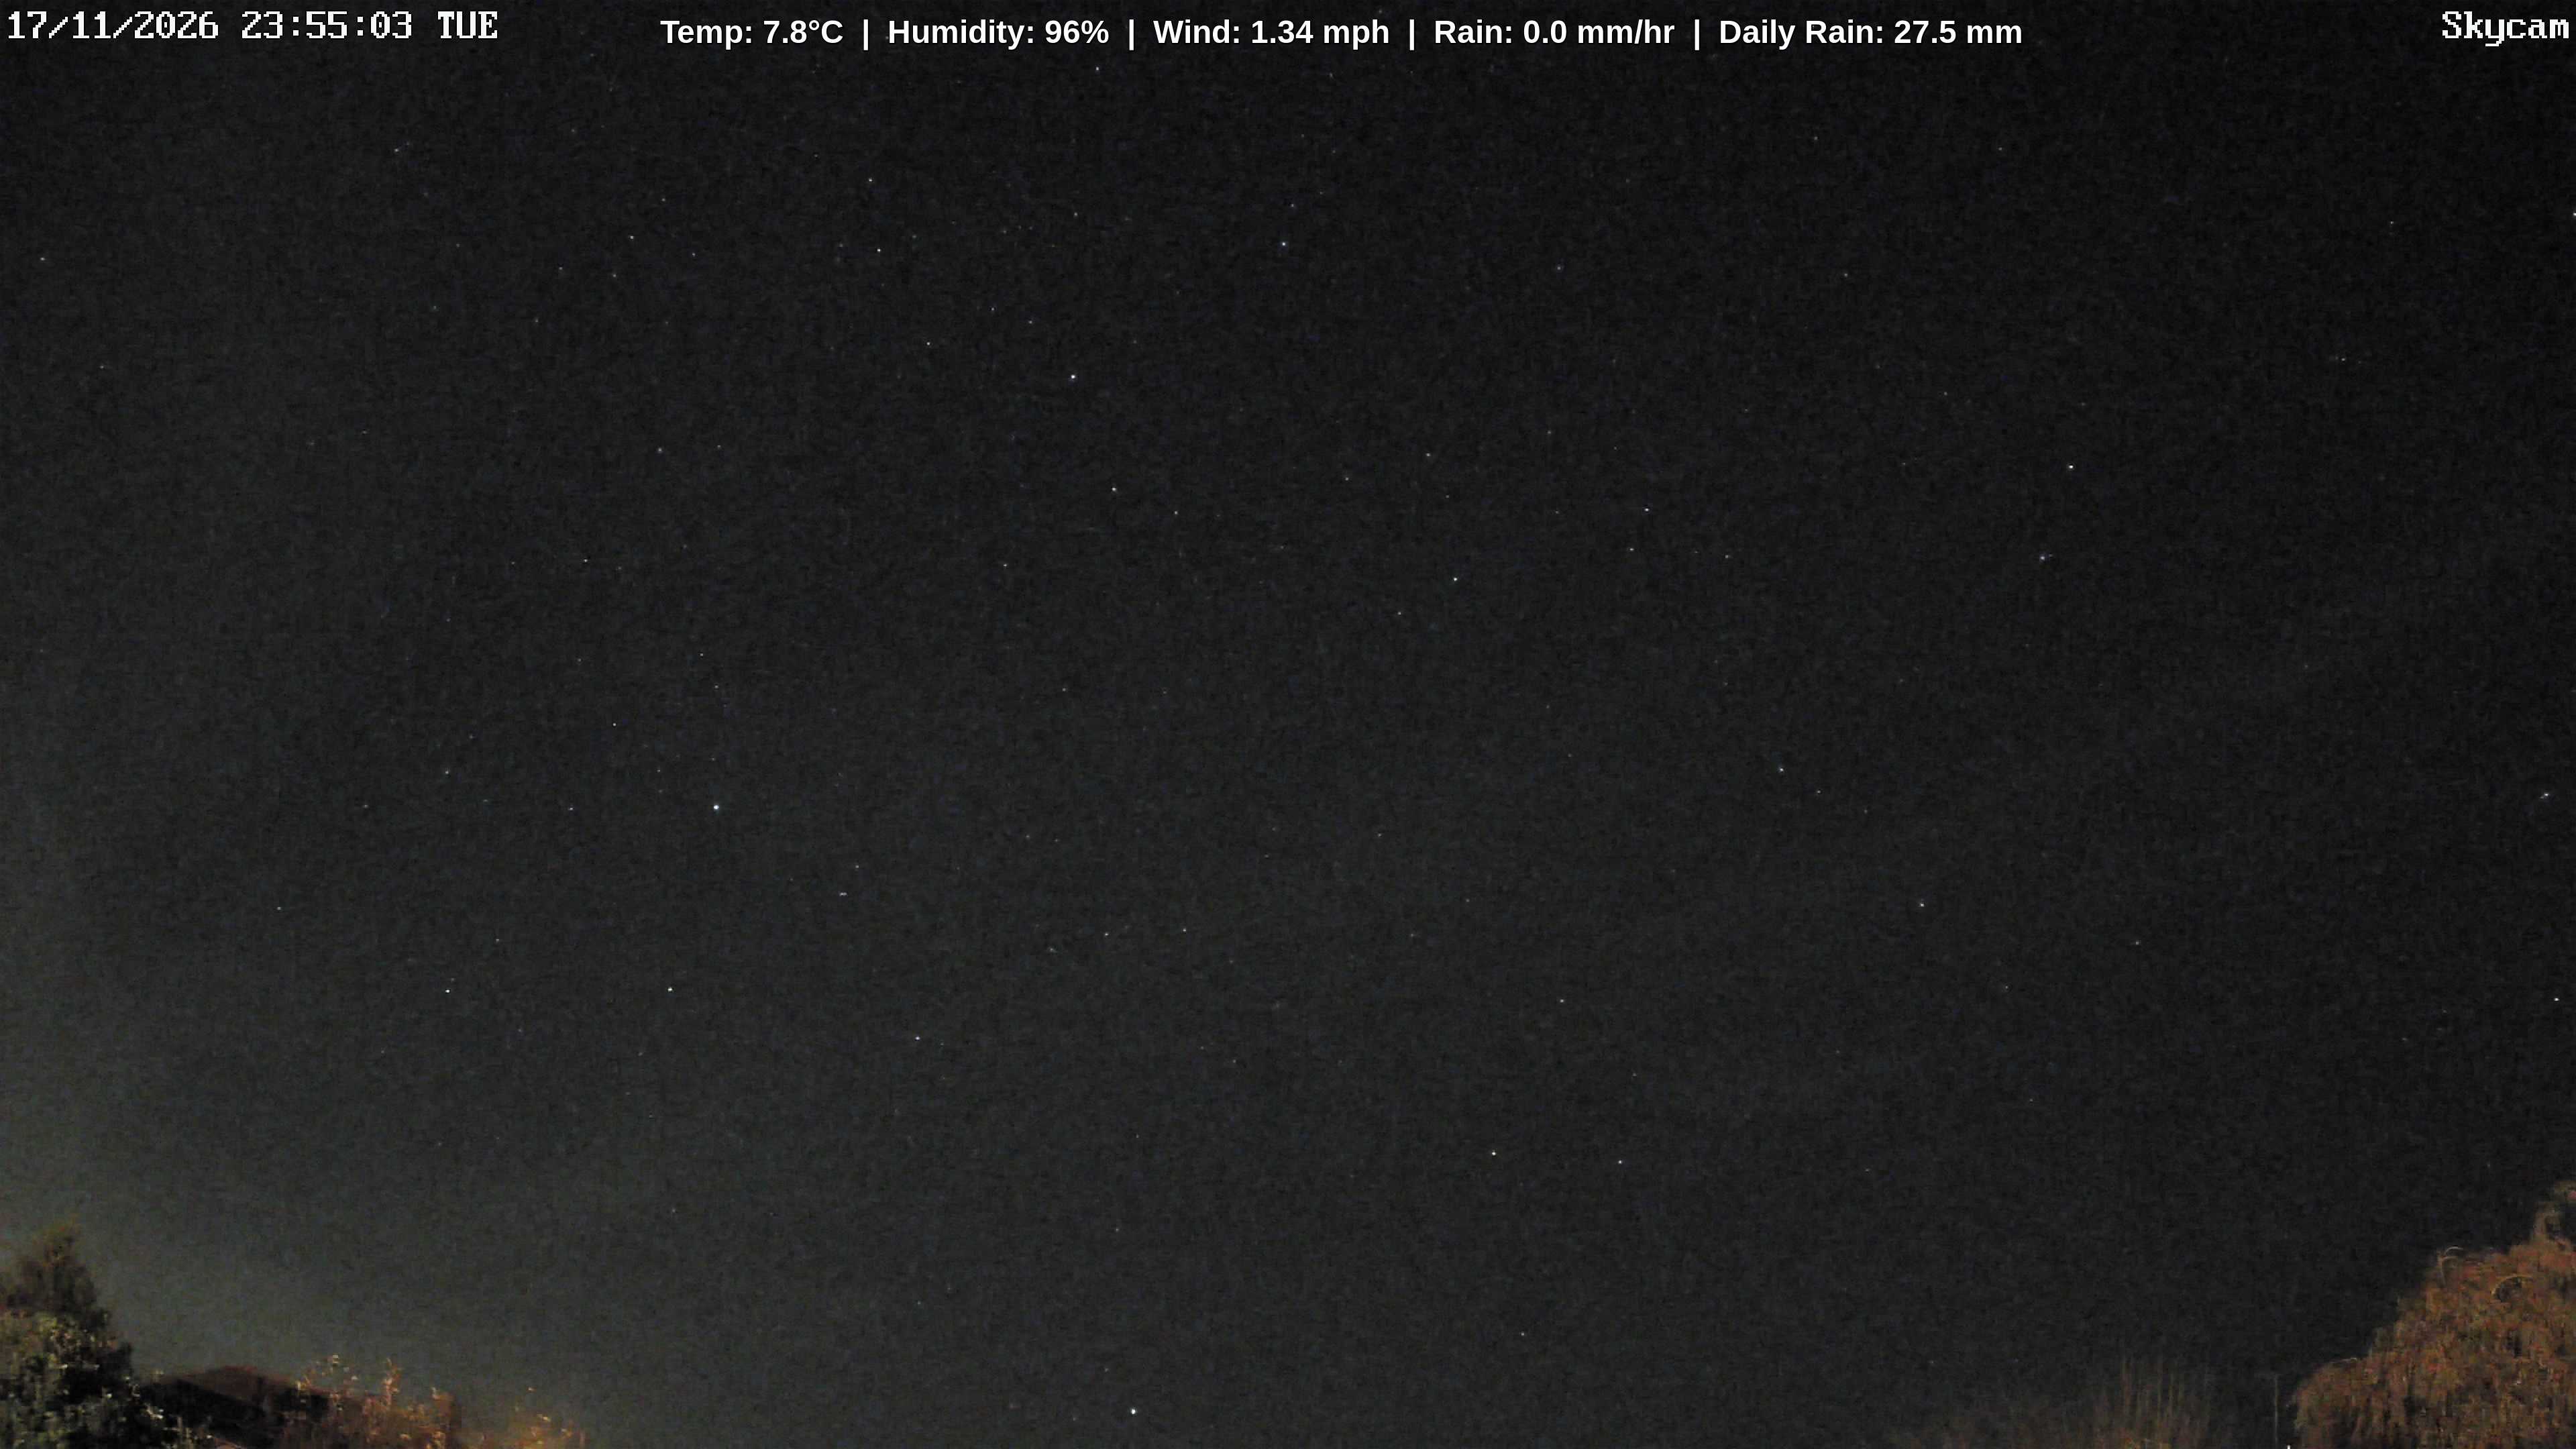 17/11/2026 23:55:03 TUE
Temp: 7.8°C | Humidity: 96% | Wind: 1.34 mph | Rain: 0.0 mm/hr | Daily Rain: 27.5 mm
Skycam